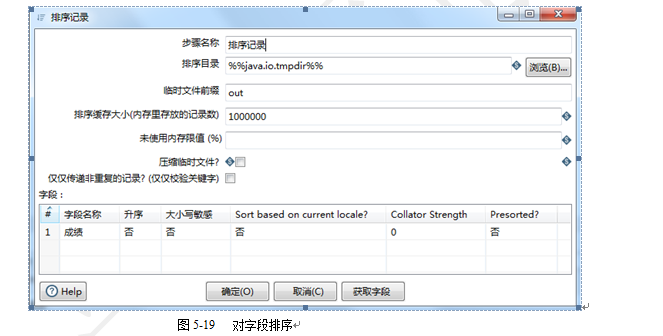 排序记录
步骤名称 排序记录
排序目录 %%java.io.tmpdir%% 浏览(B)...
临时文件前缀 out
排序缓存大小(内存里存放的记录数) 1000000
未使用内存限值 (%)
压缩临时文件?
仅仅传递非重复的记录? (仅仅校验关键字)
字段：
# 字段名称 升序 大小写敏感 Sort based on current locale? Collator Strength Presorted?
1 成绩 否 否 否 0 否
Help 确定(O) 取消(C) 获取字段
图 5-19 对字段排序